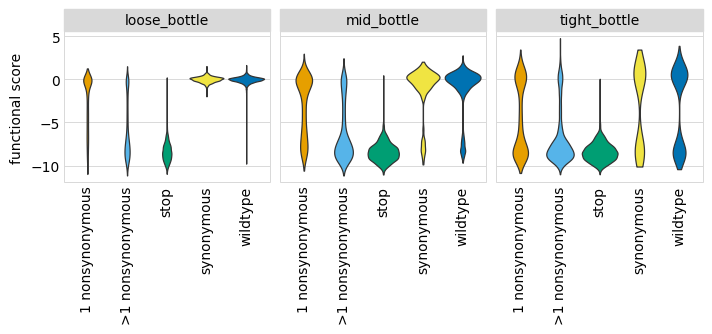 loose_bottle mid_bottle tight_bottle
functional score
5
0
−5
−10
1 nonsynonymous >1 nonsynonymous stop synonymous wildtype 1 nonsynonymous >1 nonsynonymous stop synonymous wildtype 1 nonsynonymous >1 nonsynonymous stop synonymous wildtype